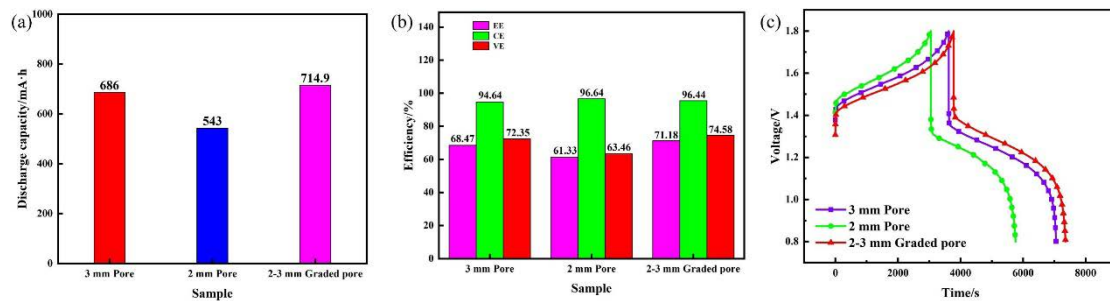 (a)
Discharge capacity/mA·h
1000
800
600
400
200
0
686
543
714.9
3 mm Pore
2 mm Pore
2-3 mm Graded pore
Sample
(b)
Efficiency/%
140
120
100
80
60
40
20
0
EE
CE
VE
68.47
94.64
72.35
61.33
96.64
63.46
71.18
96.44
74.58
3 mm Pore
2 mm Pore
2-3 mm Graded pore
Sample
(c)
Voltage/V
1.8
1.6
1.4
1.2
1.0
0.8
3 mm Pore
2 mm Pore
2-3 mm Graded pore
0
2000
4000
6000
8000
Time/s